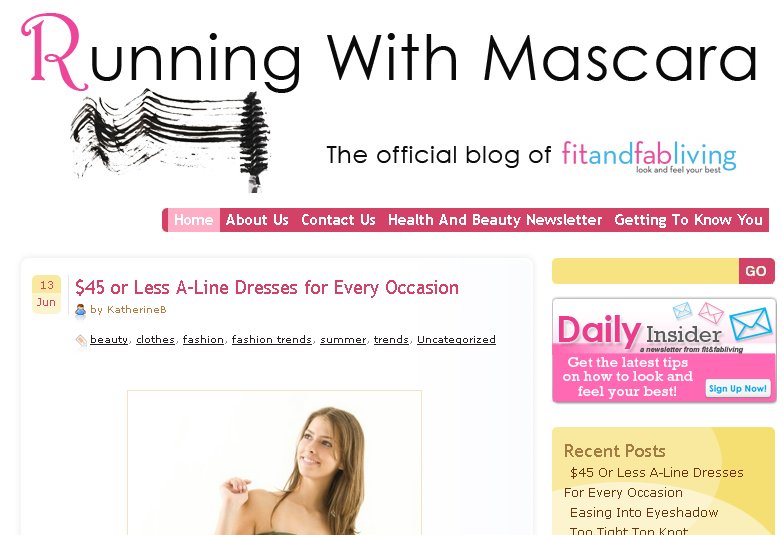 Running With Mascara
The official blog of fitandfabliving
look and feel your best
Home About Us Contact Us Health And Beauty Newsletter Getting To Know You
13
Jun
$45 or Less A-Line Dresses for Every Occasion
by KatherineB
beauty, clothes, fashion, fashion trends, summer, trends, Uncategorized
GO
Daily Insider
a newsletter from fit&fabliving
Get the latest tips
on how to look and
feel your best!
Sign Up Now!
Recent Posts
$45 Or Less A-Line Dresses
For Every Occasion
Easing Into Eyeshadow
Too Tight Top Knot